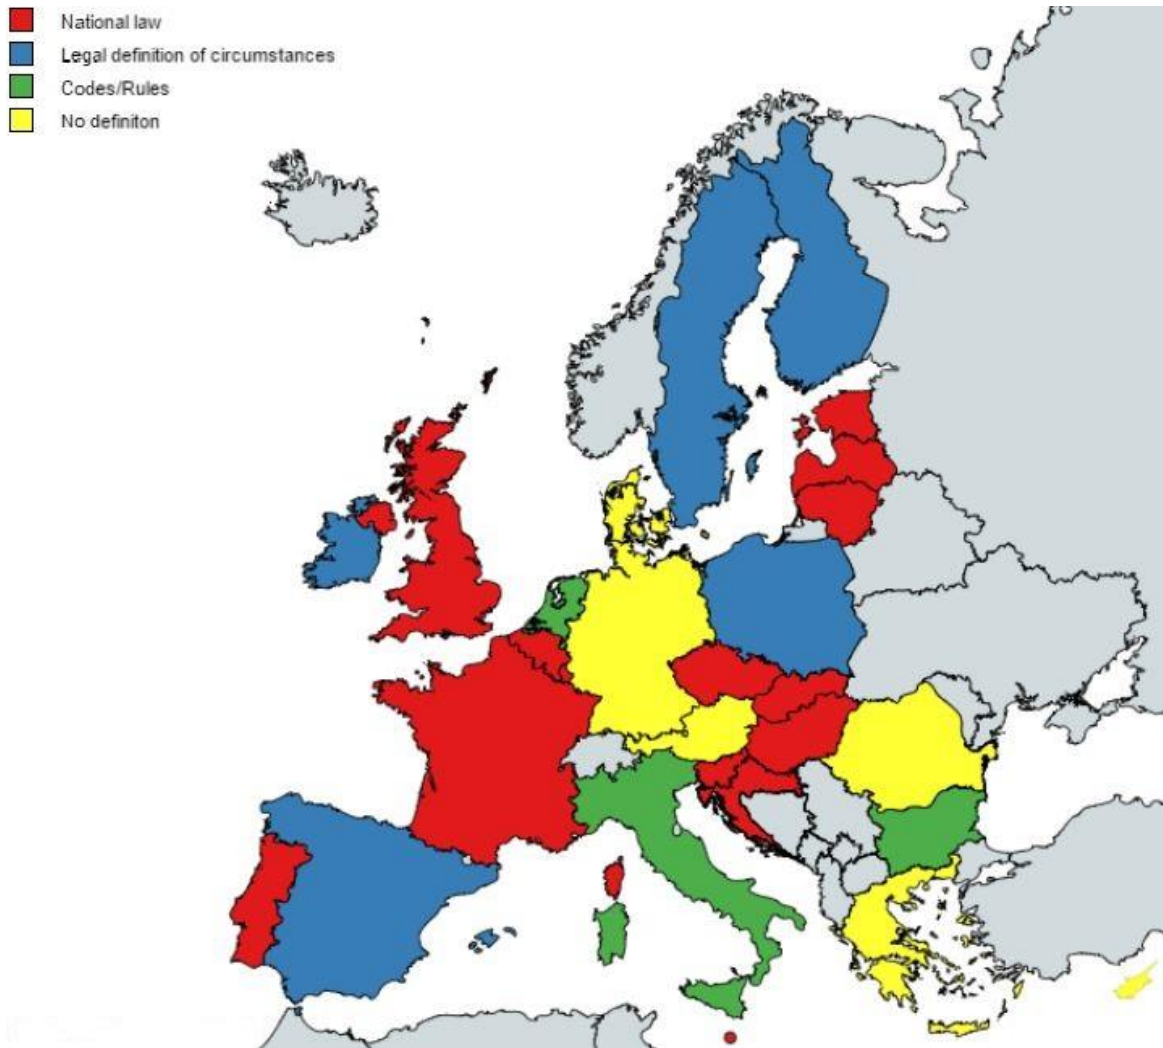 National law
Legal definition of circumstances
Codes/Rules
No definiton